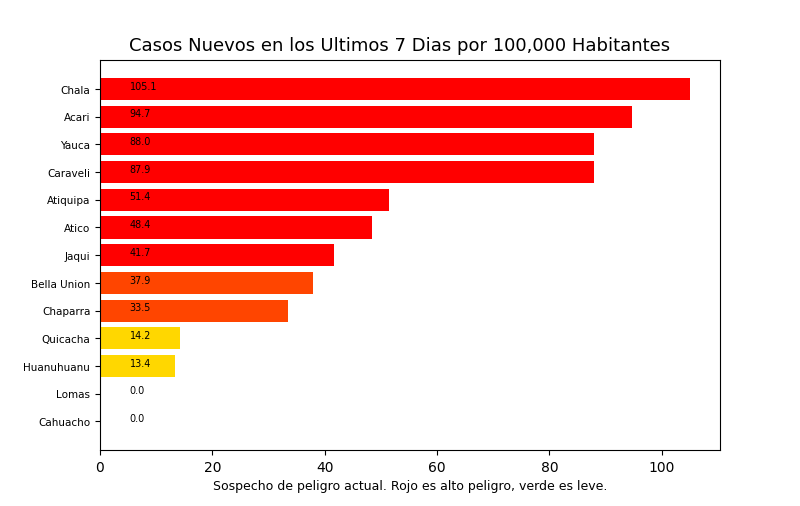 Casos Nuevos en los Ultimos 7 Dias por 100,000 Habitantes
Chala 105.1
Acari 94.7
Yauca 88.0
Caraveli 87.9
Atiquipa 51.4
Atico 48.4
Jaqui 41.7
Bella Union 37.9
Chaparra 33.5
Quicacha 14.2
Huanuhuanu 13.4
Lomas 0.0
Cahuacho 0.0
0 20 40 60 80 100
Sospecho de peligro actual. Rojo es alto peligro, verde es leve.